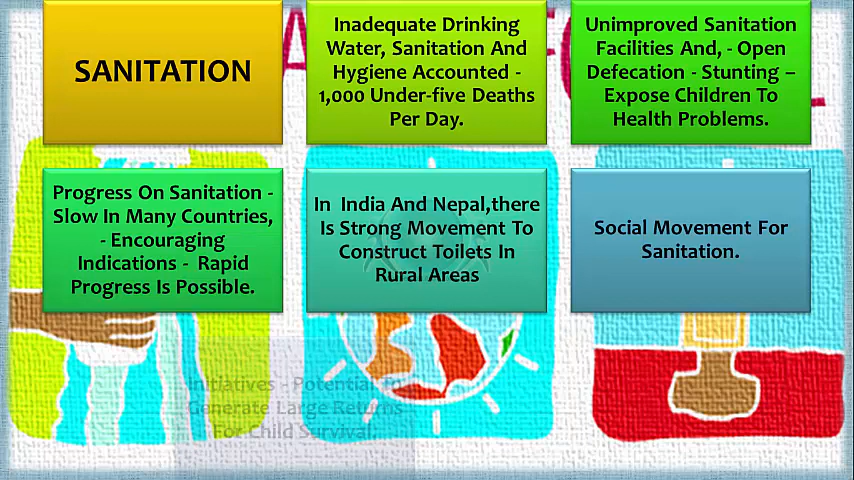 SANITATION
Inadequate Drinking
Water, Sanitation And
Hygiene Accounted -
1,000 Under-five Deaths
Per Day.
Unimproved Sanitation
Facilities And, - Open
Defecation - Stunting –
Expose Children To
Health Problems.
Progress On Sanitation -
Slow In Many Countries,
- Encouraging
Indications - Rapid
Progress Is Possible.
In India And Nepal,there
Is Strong Movement To
Construct Toilets In
Rural Areas
Social Movement For
Sanitation.
Initiatives - Potential To
Generate Large Returns
For Child Survival.